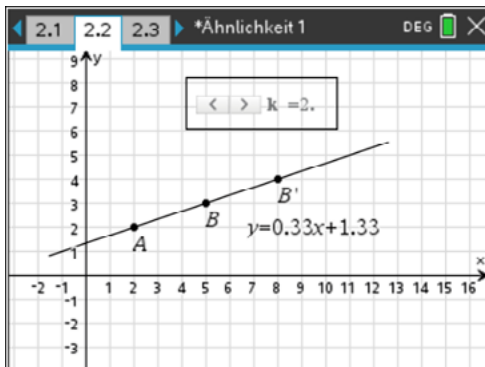 2.1 2.2 2.3 *Ähnlichkeit 1 DEG
y
9
8
k =2.
7
6
5
4
B'
3
B
y=0.33x+1.33
2
A
1
x
-2 -1 1 2 3 4 5 6 7 8 9 10 11 12 13 14 15 16
-1
-2
-3